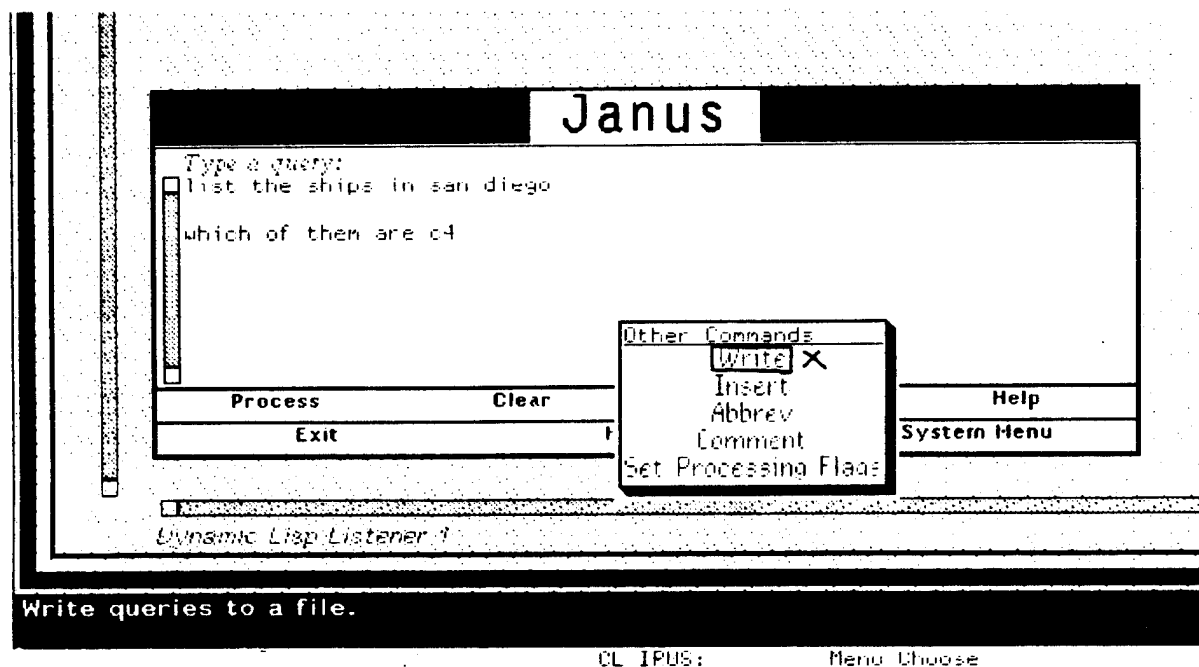 Janus
Type a query:
list the ships in san diego
which of them are c4
Other Commands
Write
Insert
Abbrev
Comment
Set Processing Flags
Process Clear Help
Exit System Menu
Dynamic Lisp Listener 1
Write queries to a file.
Menu Choose